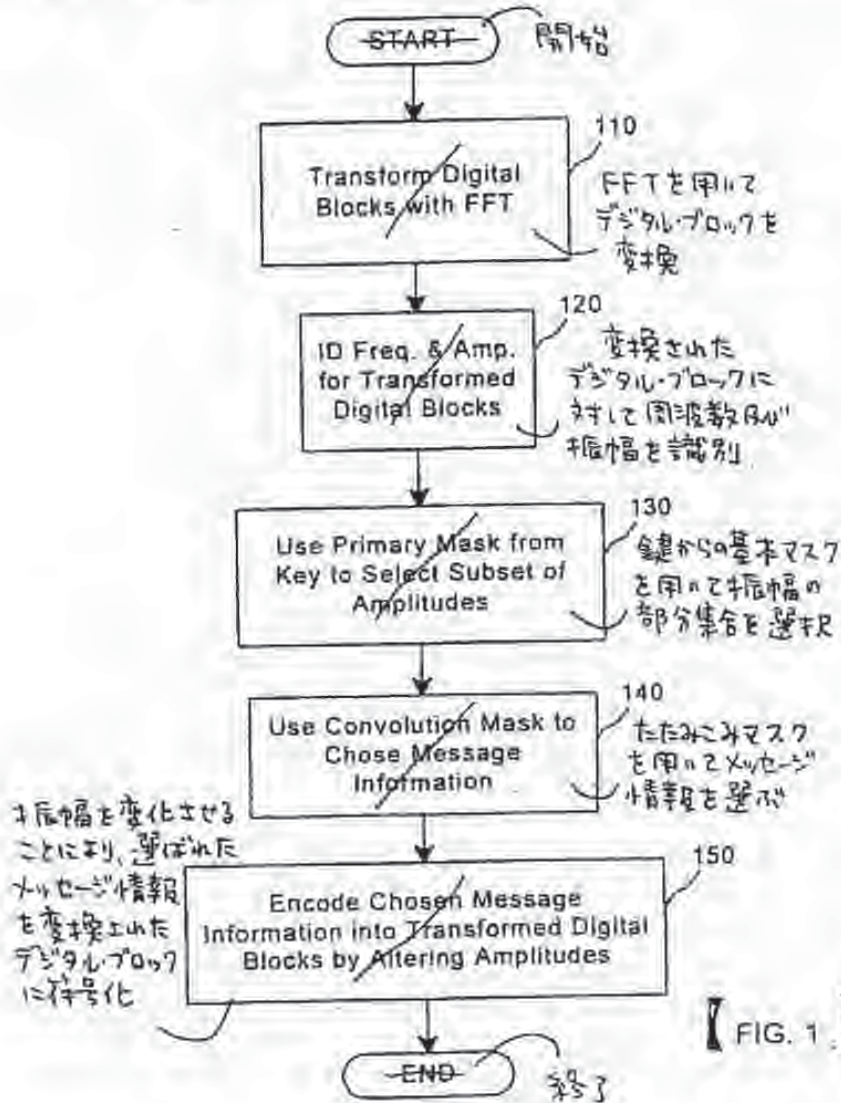 START
開始
110
Transform Digital
Blocks with FFT
FFTを用いて
デジタル・ブロックを
変換
120
ID Freq. & Amp.
for Transformed
Digital Blocks
変換された
デジタル・ブロックに
対して周波数及び
振幅を識別
130
Use Primary Mask from
Key to Select Subset of
Amplitudes
鍵からの基本マスク
を用いて振幅の
部分集合を選択
140
Use Convolution Mask to
Chose Message
Information
たたみこみマスク
を用いてメッセージ
情報を選ぶ
振幅を変化させる
ことにより、選ばれた
メッセージ情報
を変換された
デジタル・ブロック
に符号化
150
Encode Chosen Message
Information into Transformed Digital
Blocks by Altering Amplitudes
END
終了
【 FIG. 1